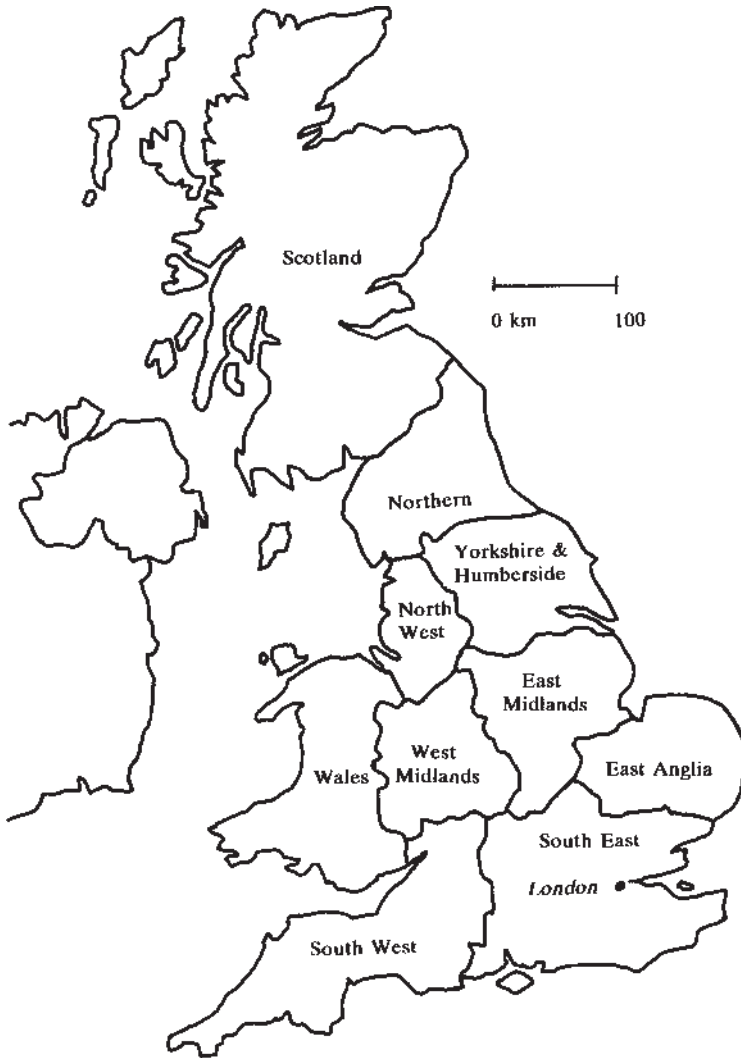 Scotland
0 km 100
Northern
Yorkshire &
Humberside
North
West
East
Midlands
West
Midlands
Wales
East Anglia
South East
London
South West